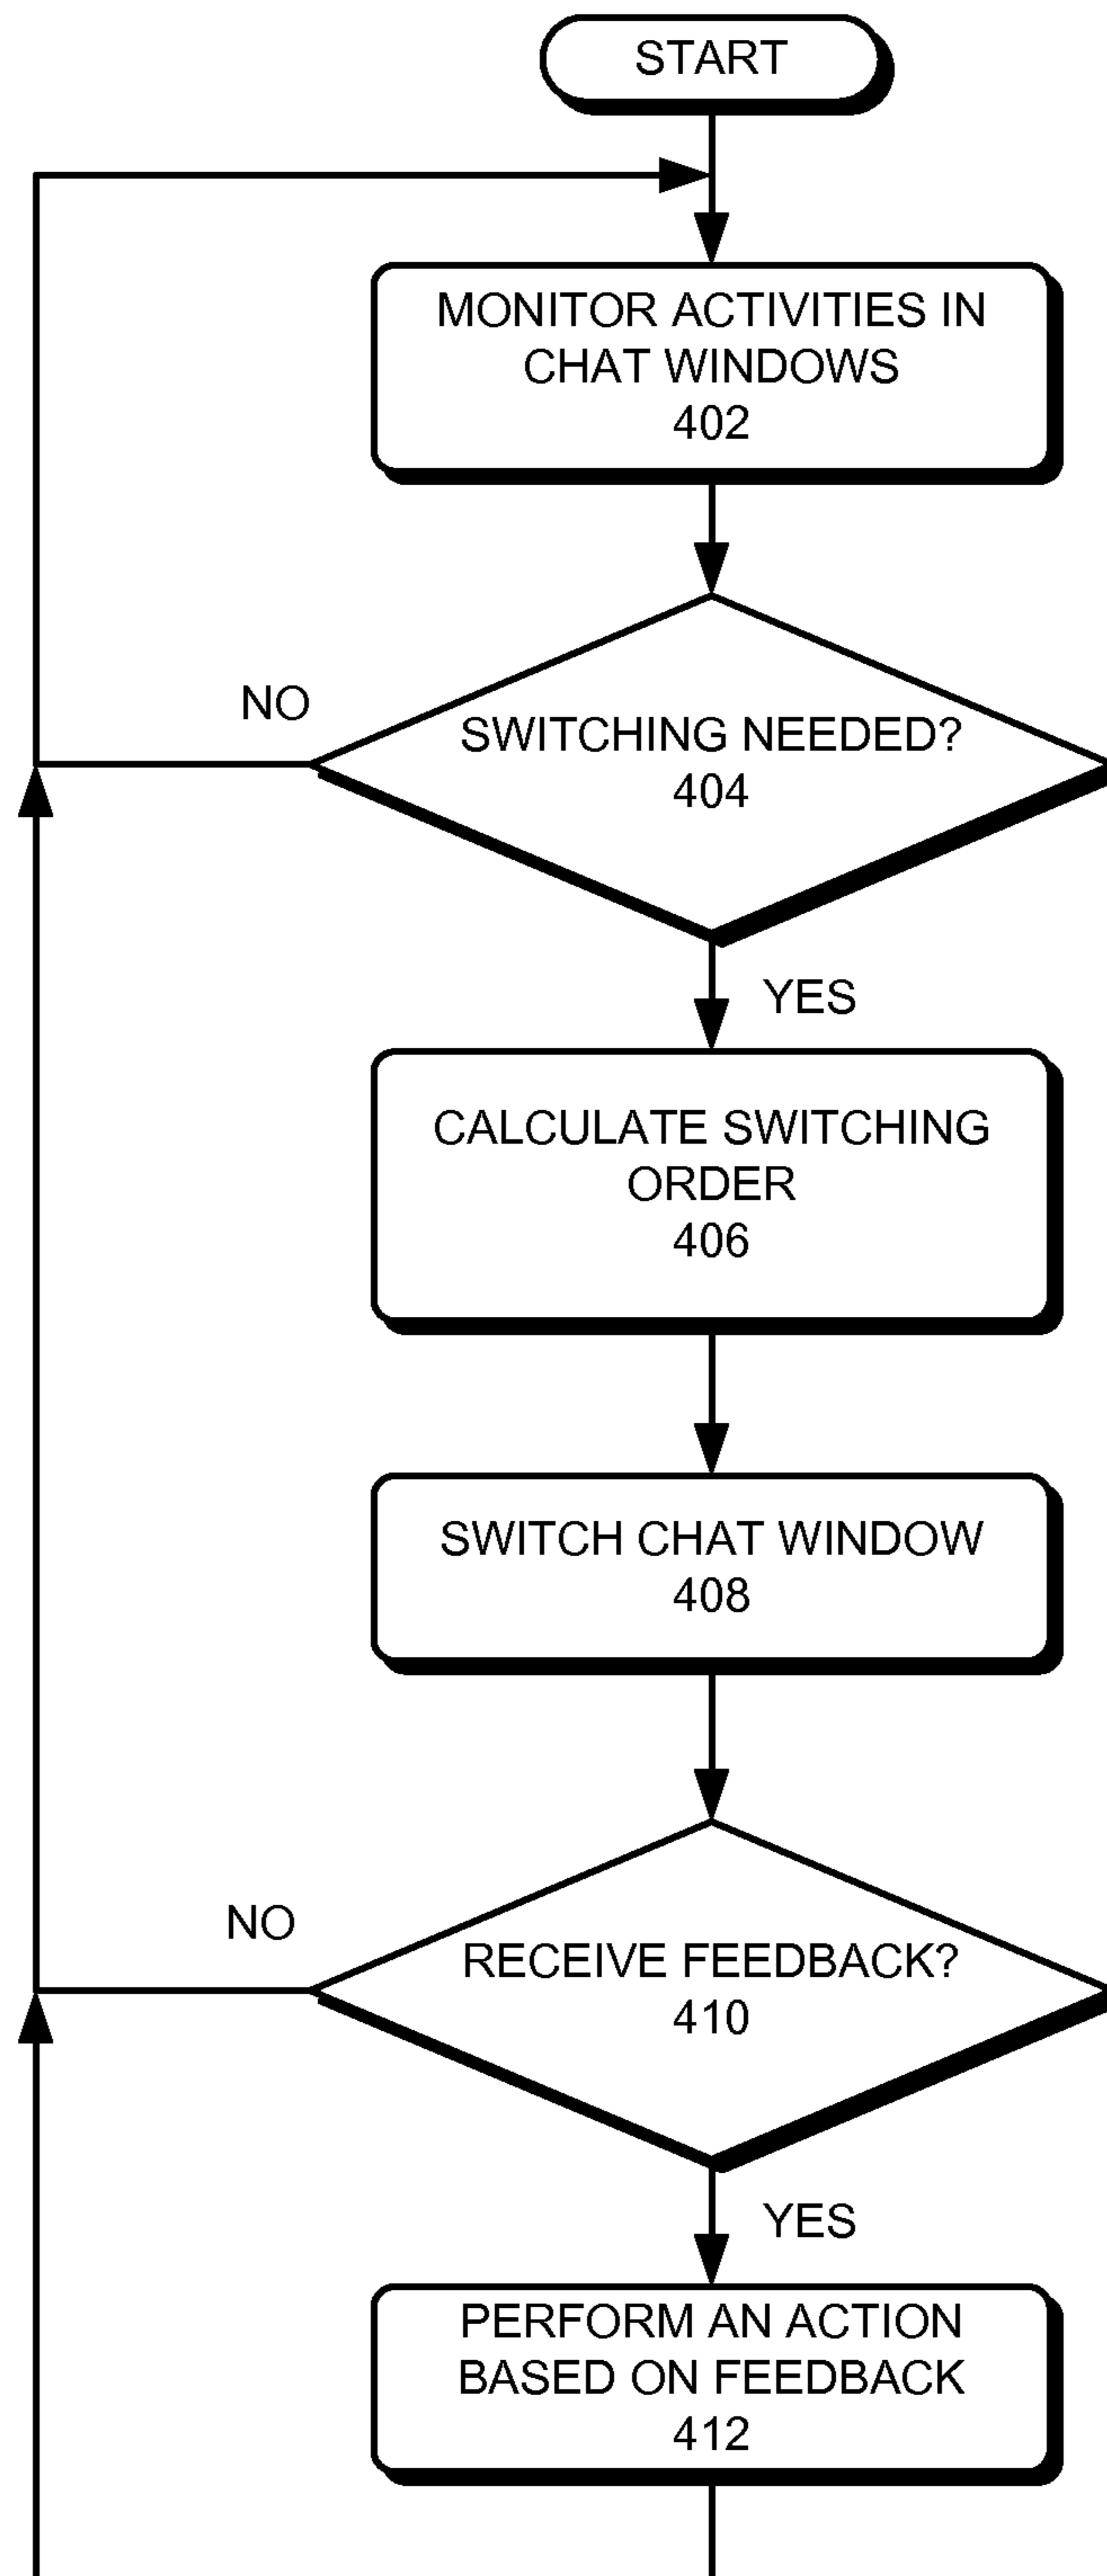 START
MONITOR ACTIVITIES IN
CHAT WINDOWS
402
NO
SWITCHING NEEDED?
404
YES
CALCULATE SWITCHING
ORDER
406
SWITCH CHAT WINDOW
408
NO
RECEIVE FEEDBACK?
410
YES
PERFORM AN ACTION
BASED ON FEEDBACK
412